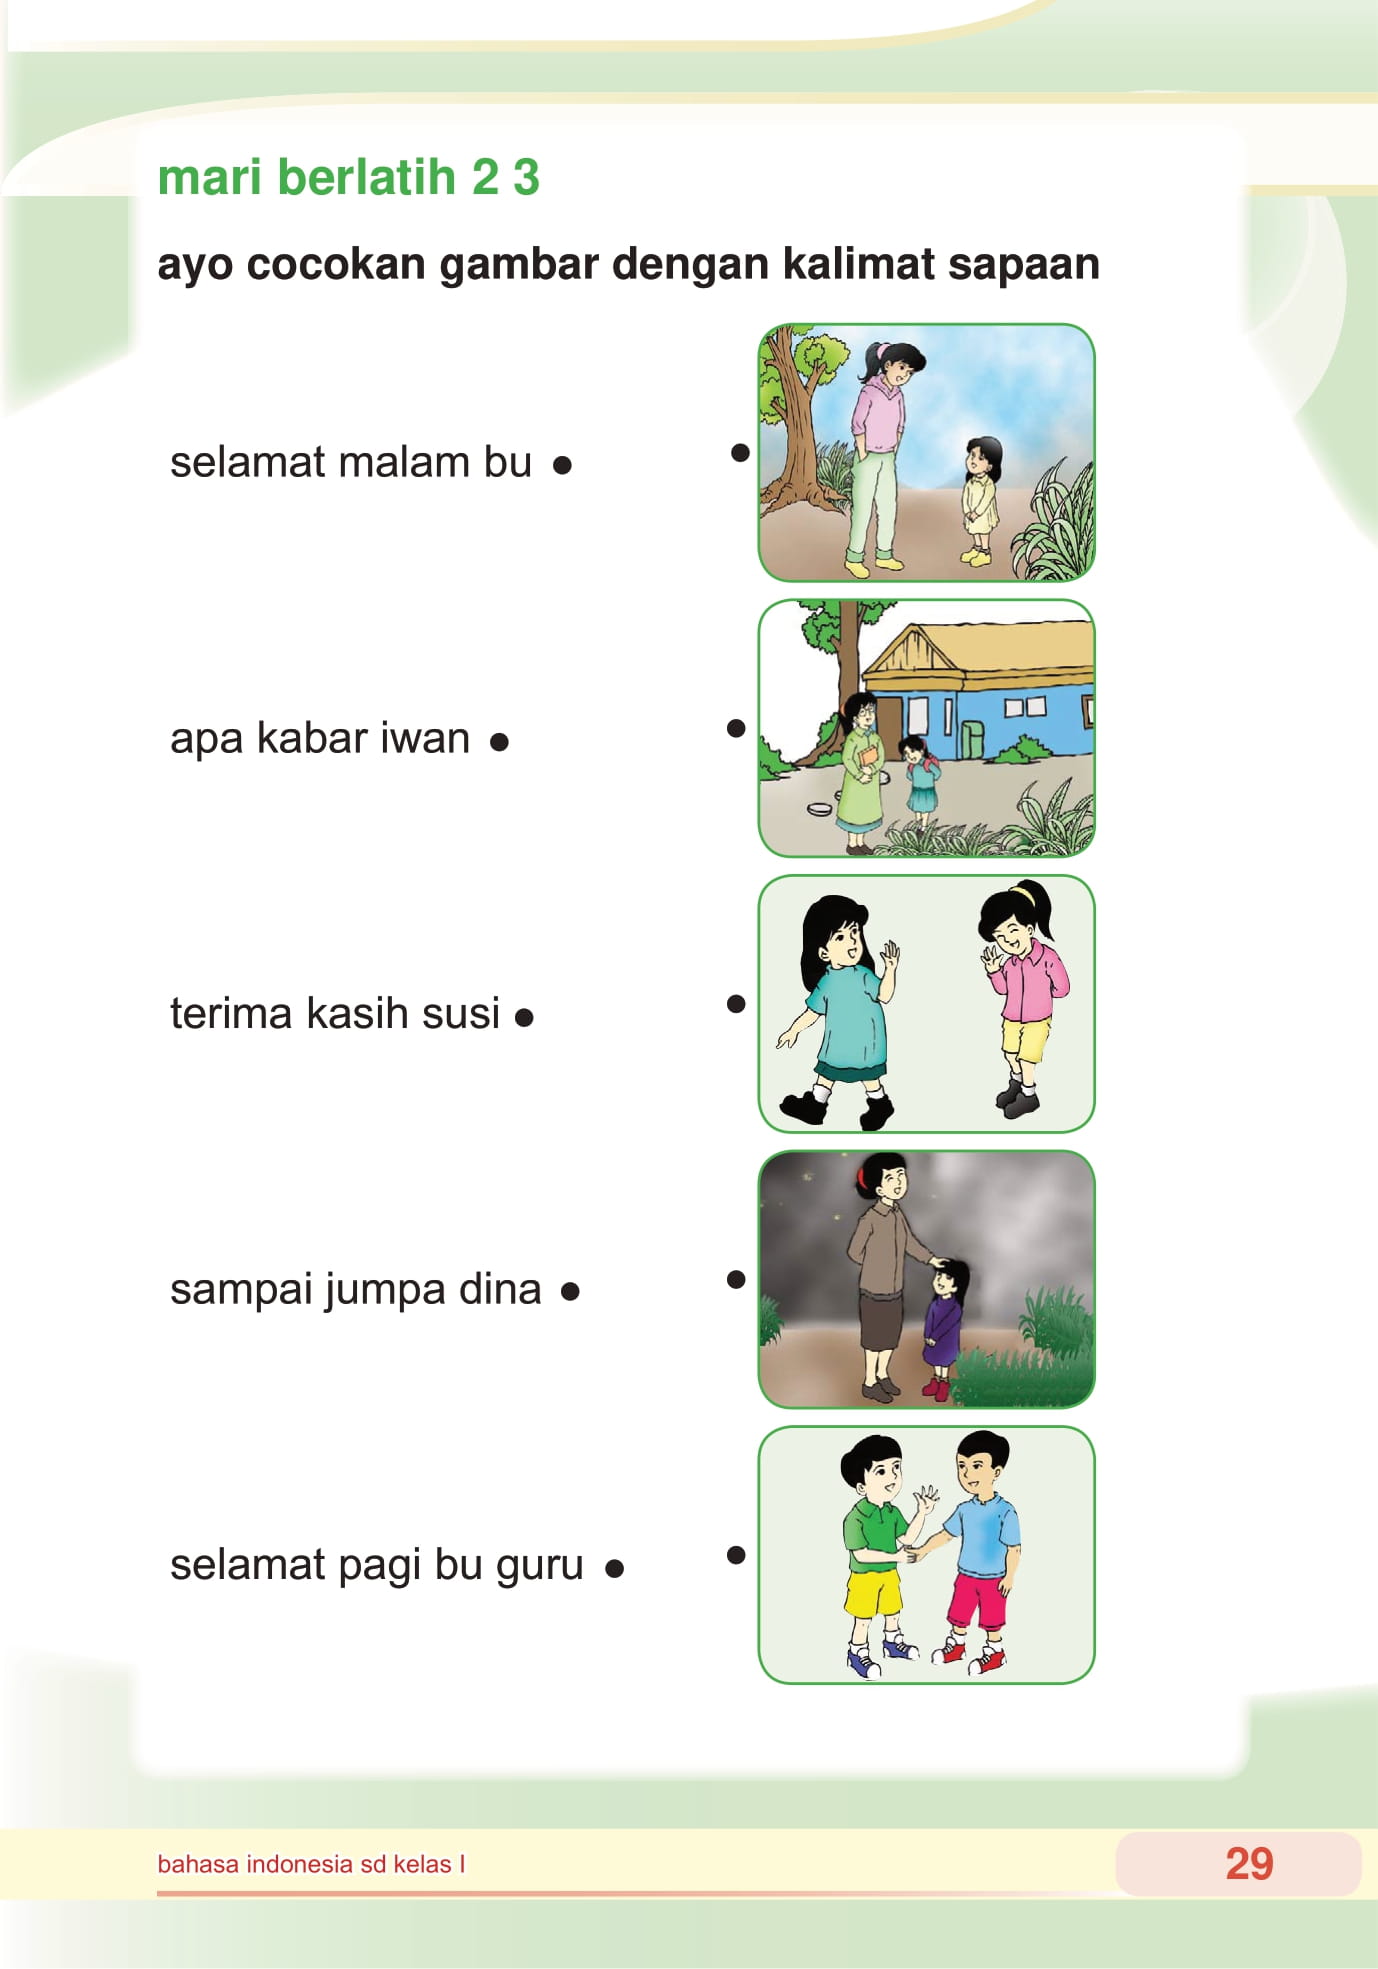 mari berlatih 2 3
ayo cocokan gambar dengan kalimat sapaan
selamat malam bu
apa kabar iwan
terima kasih susi
sampai jumpa dina
selamat pagi bu guru
bahasa indonesia sd kelas I
29